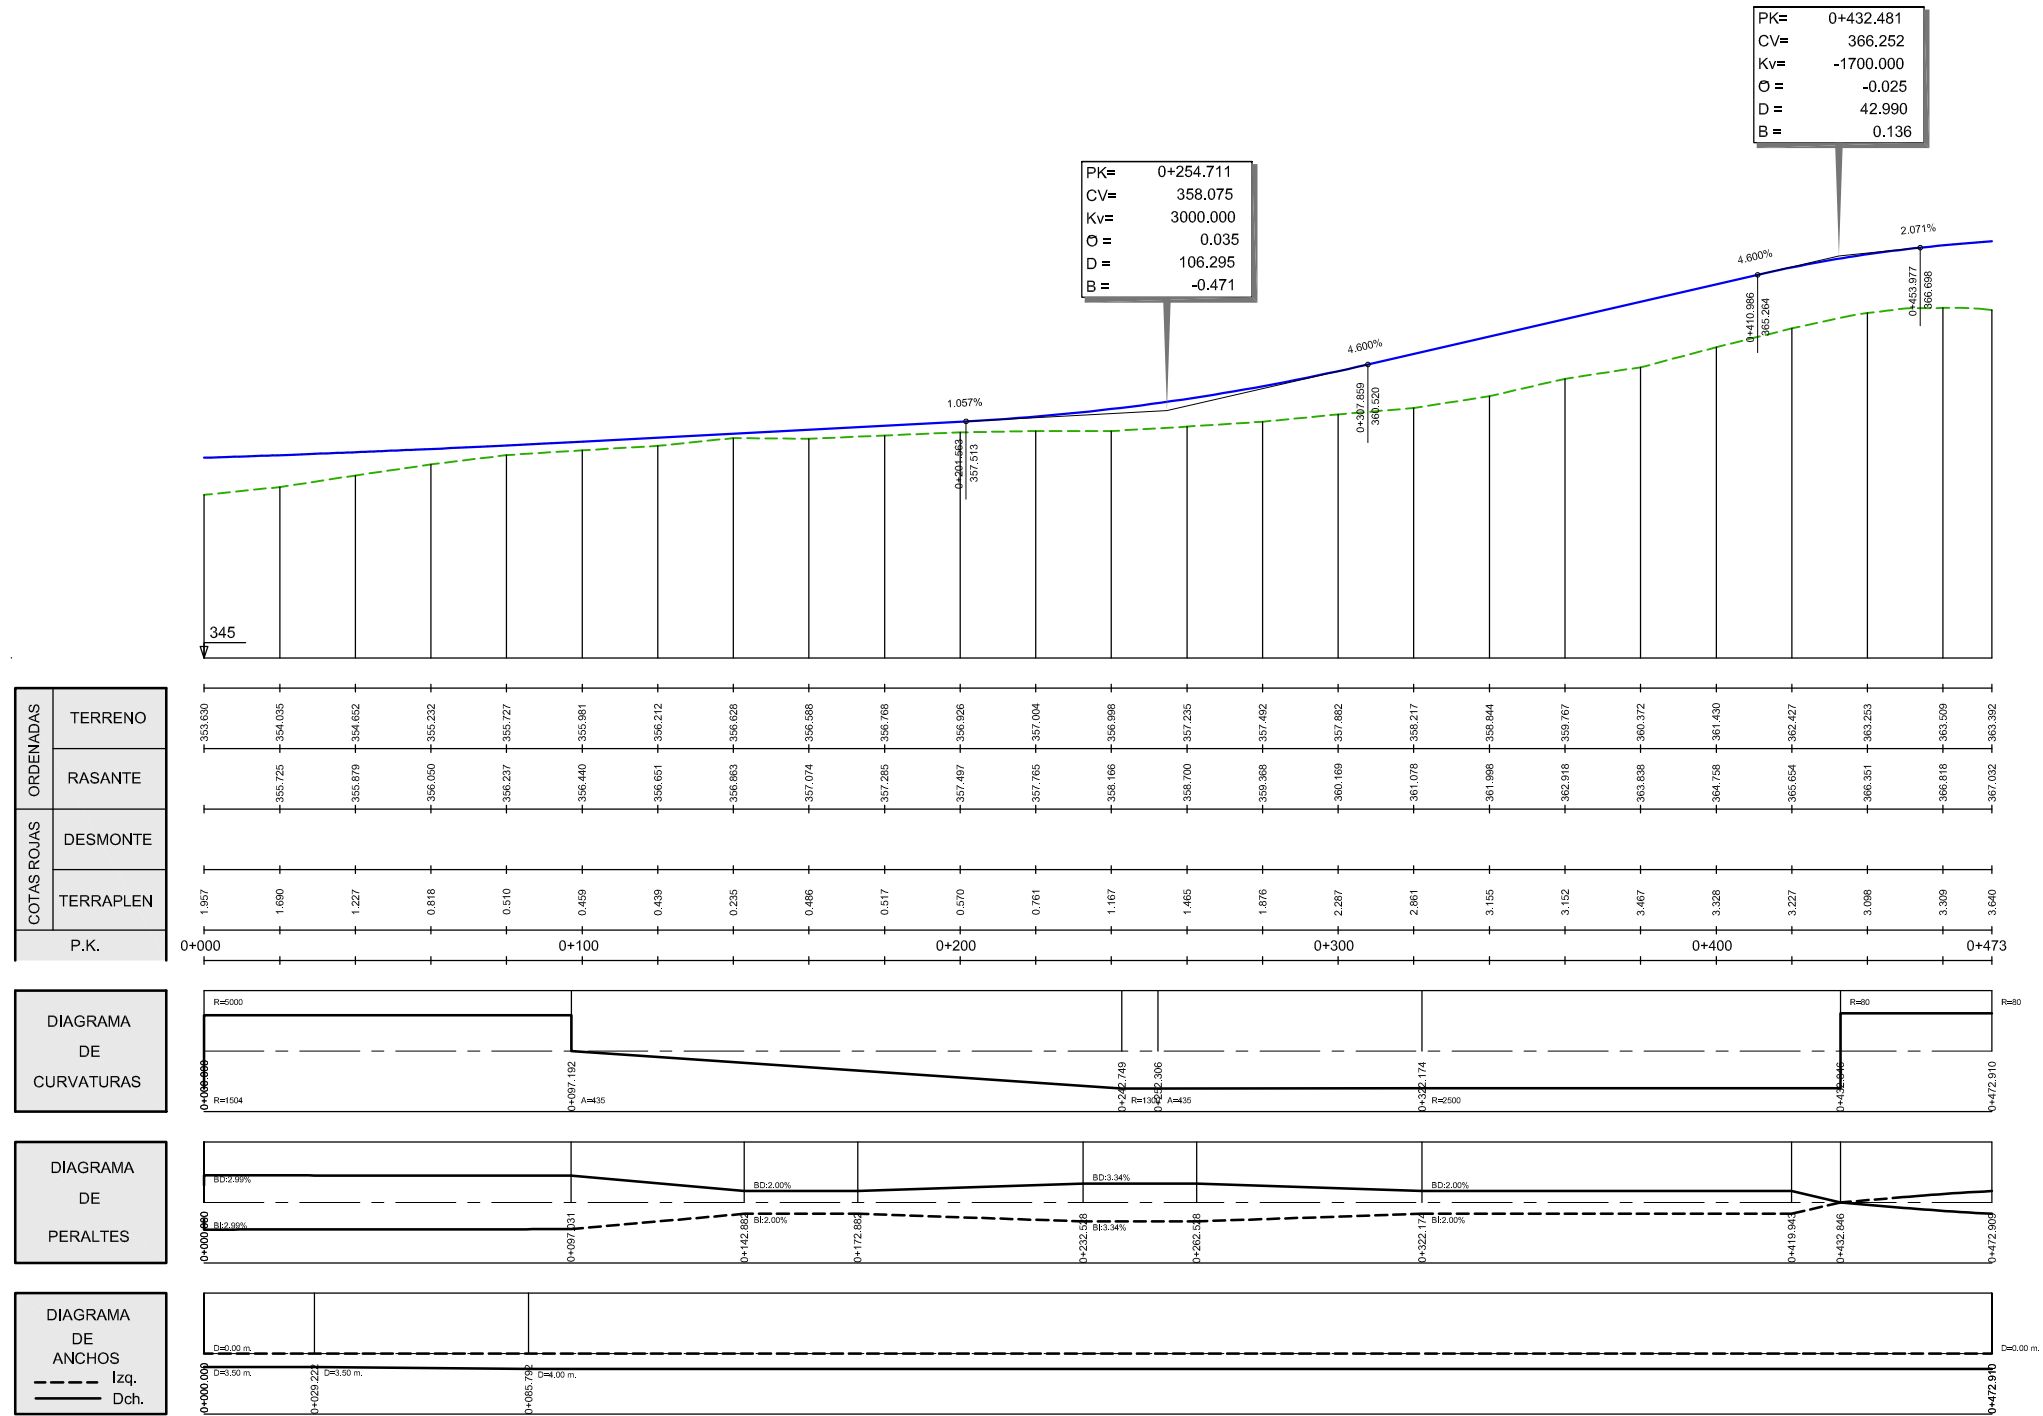 PK= 0+432.481
CV= 366.252
Kv= -1700.000
Θ = -0.025
D = 42.990
B = 0.136
PK= 0+254.711
CV= 358.075
Kv= 3000.000
Θ = 0.035
D = 106.295
B = -0.471
1.057%
4.600%
4.600%
2.071%
0+201.563
357.513
0+307.859
360.520
0+410.986
365.264
0+453.977
366.698
345
ORDENADAS
TERRENO
353.630 354.035 354.652 355.232 355.727 355.981 356.212 356.628 356.588 356.768 356.926 357.004 356.998 357.235 357.492 357.882 358.217 358.844 359.767 360.372 361.430 362.427 363.253 363.509 363.392
RASANTE
355.725 355.879 356.050 356.237 356.440 356.651 356.863 357.074 357.285 357.497 357.765 358.166 358.700 359.368 360.169 361.078 361.998 362.918 363.838 364.758 365.654 366.351 366.818 367.032
COTAS ROJAS
DESMONTE
TERRAPLEN
1.957 1.690 1.227 0.818 0.510 0.459 0.439 0.235 0.486 0.517 0.570 0.761 1.167 1.465 1.876 2.287 2.861 3.155 3.152 3.467 3.328 3.227 3.098 3.309 3.640
P.K.
0+000 0+100 0+200 0+300 0+400 0+473
DIAGRAMA
DE
CURVATURAS
R=5000
R=80
R=80
0+097.192
0+242.749
0+252.306
0+322.174
0+472.910
R=1504
A=435
A=435
R=2500
DIAGRAMA
DE
PERALTES
BD:2.99%
BD:2.00%
BD:3.34%
BD:2.00%
BI:2.99%
BI:2.00%
BI:3.34%
BI:2.00%
0+097.031
0+142.882
0+172.882
0+232.528
0+262.528
0+322.174
0+419.943
0+432.846
0+472.909
DIAGRAMA
DE
ANCHOS
Izq.
Dch.
D=0.00 m.
D=0.00 m.
D=3.50 m.
D=3.50 m.
D=4.00 m.
0+000.000
0+029.222
0+085.792
0+472.910